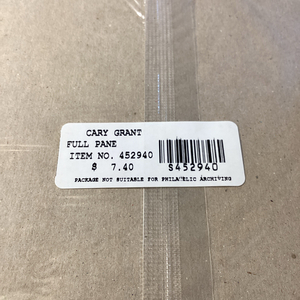 CARY GRANT
FULL PANE
ITEM NO. 452940
$ 7.40
S452940
PACKAGE NOT SUITABLE FOR PHILATELIC ARCHIVING